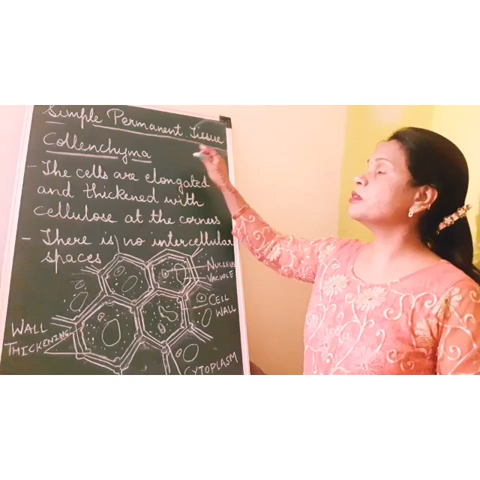 Simple Permanent Tissue
Collenchyma
- The cells are elongated
and thickened with
cellulose at the corners
- There is no intercellular
spaces
NUCLEUS
VACUOLE
CELL
WALL
WALL
THICKENING
CYTOPLASM